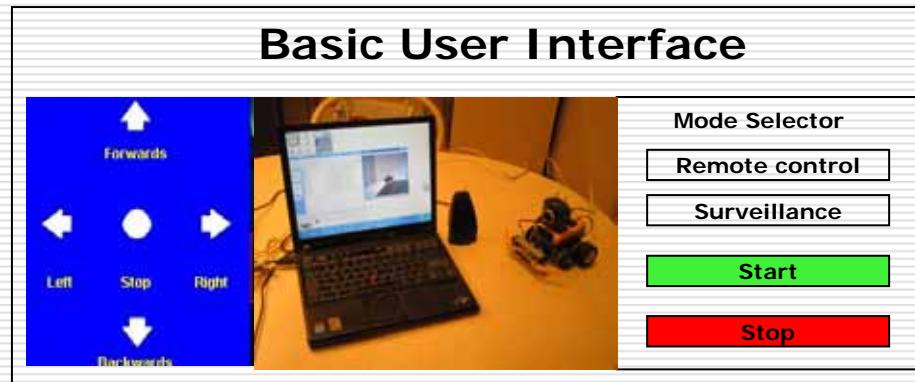 Basic User Interface
Forwards
Left Stop Right
Backwards
Mode Selector
Remote control
Surveillance
Start
Stop